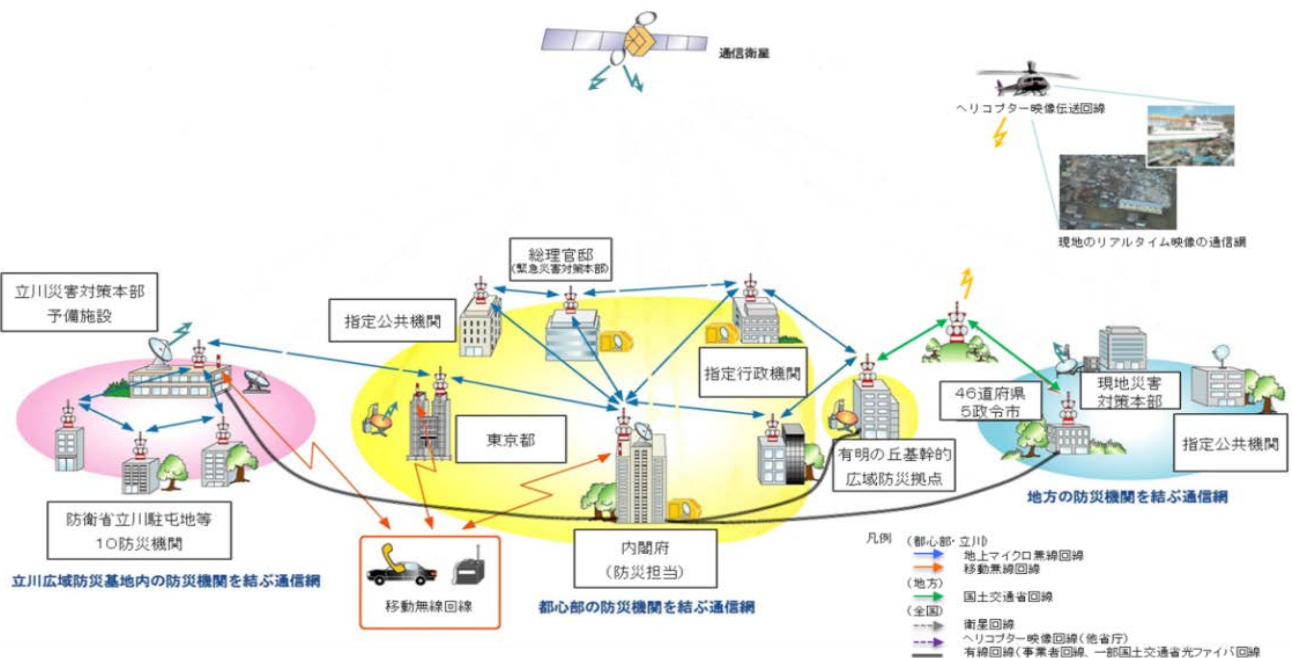 通信衛星
ヘリコプター映像伝送回線
現地のリアルタイム映像の通信網
総理官邸
(緊急災害対策本部)
立川災害対策本部
予備施設
指定公共機関
指定行政機関
46道府県
5政令市
現地災害
対策本部
東京都
有明の丘基幹的
広域防災拠点
指定公共機関
地方の防災機関を結ぶ通信網
防衛省立川駐屯地等
10防災機関
内閣府
(防災担当)
立川広域防災基地内の防災機関を結ぶ通信網
移動無線回線
都心部の防災機関を結ぶ通信網
凡例 (都心部・立川)
地上マイクロ無線回線
移動無線回線
(地方)
国土交通省回線
(全国)
衛星回線
ヘリコプター映像回線(他省庁)
有線回線(事業者回線、一部国土交通省光ファイバ回線